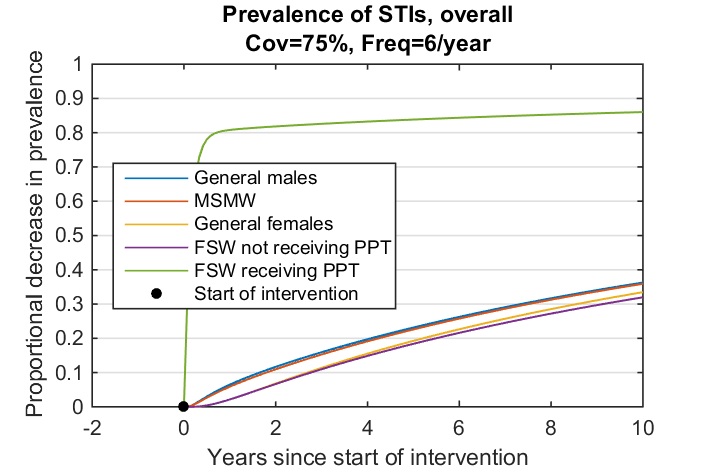 Prevalence of STIs, overall
Cov=75%, Freq=6/year
Proportional decrease in prevalence
1
0.9
0.8
0.7
0.6
0.5
0.4
0.3
0.2
0.1
0
General males
MSMW
General females
FSW not receiving PPT
FSW receiving PPT
Start of intervention
-2 0 2 4 6 8 10
Years since start of intervention